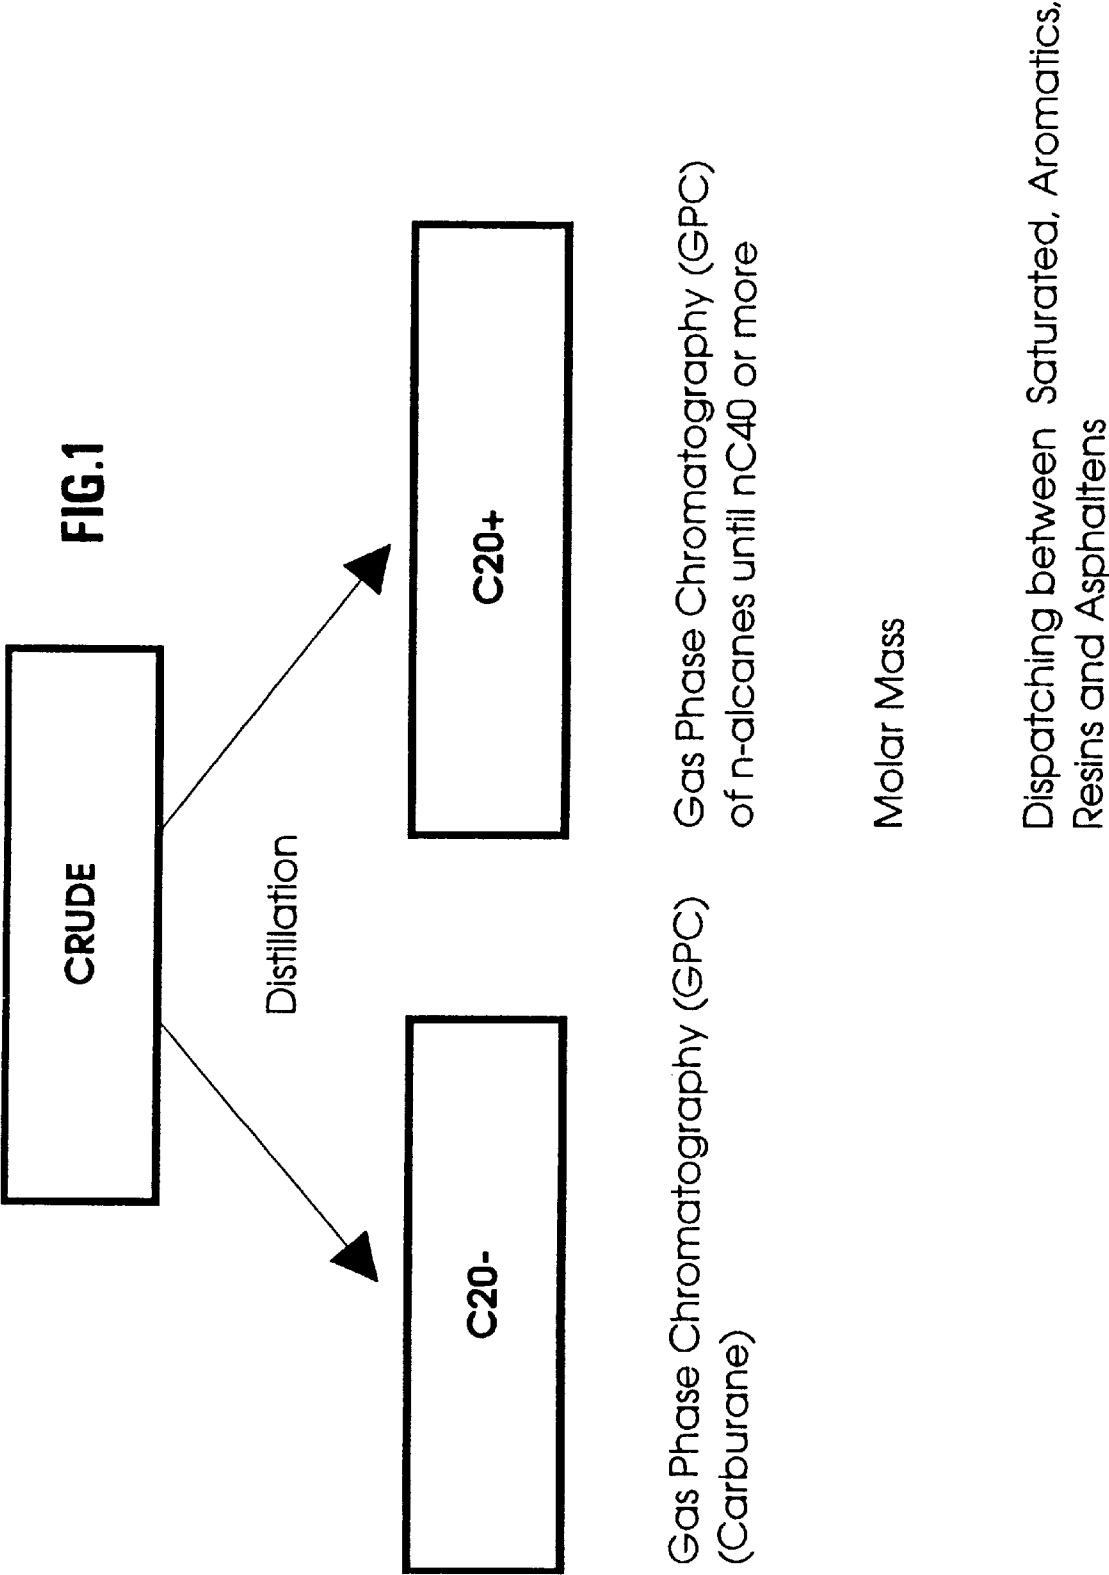 FIG.1
CRUDE
Distillation
C20-
C20+
Gas Phase Chromatography (GPC)
(Carburane)
Gas Phase Chromatography (GPC)
of n-alcanes until nC40 or more
Molar Mass
Dispatching between Saturated, Aromatics,
Resins and Asphaltens